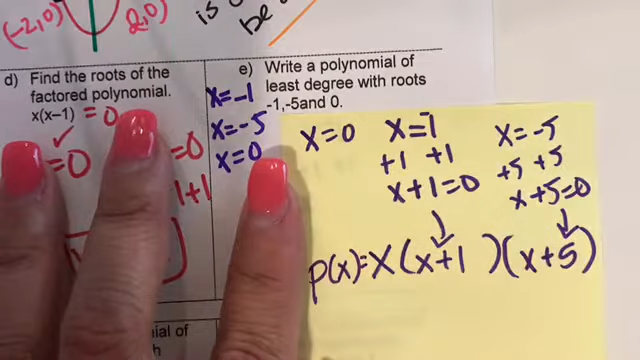 (-2,0)
2,0)
is
be
d) Find the roots of the
factored polynomial.
x(x−1) = 0
=0
=0
1+1
e) Write a polynomial of
least degree with roots
-1,-5and 0.
x=-1
x=-5
x=0
x=0
x=-1
+1 +1
x+1=0
x=-5
+5 +5
x+5=0
p(x)=x(x+1)(x+5)
ial of
h